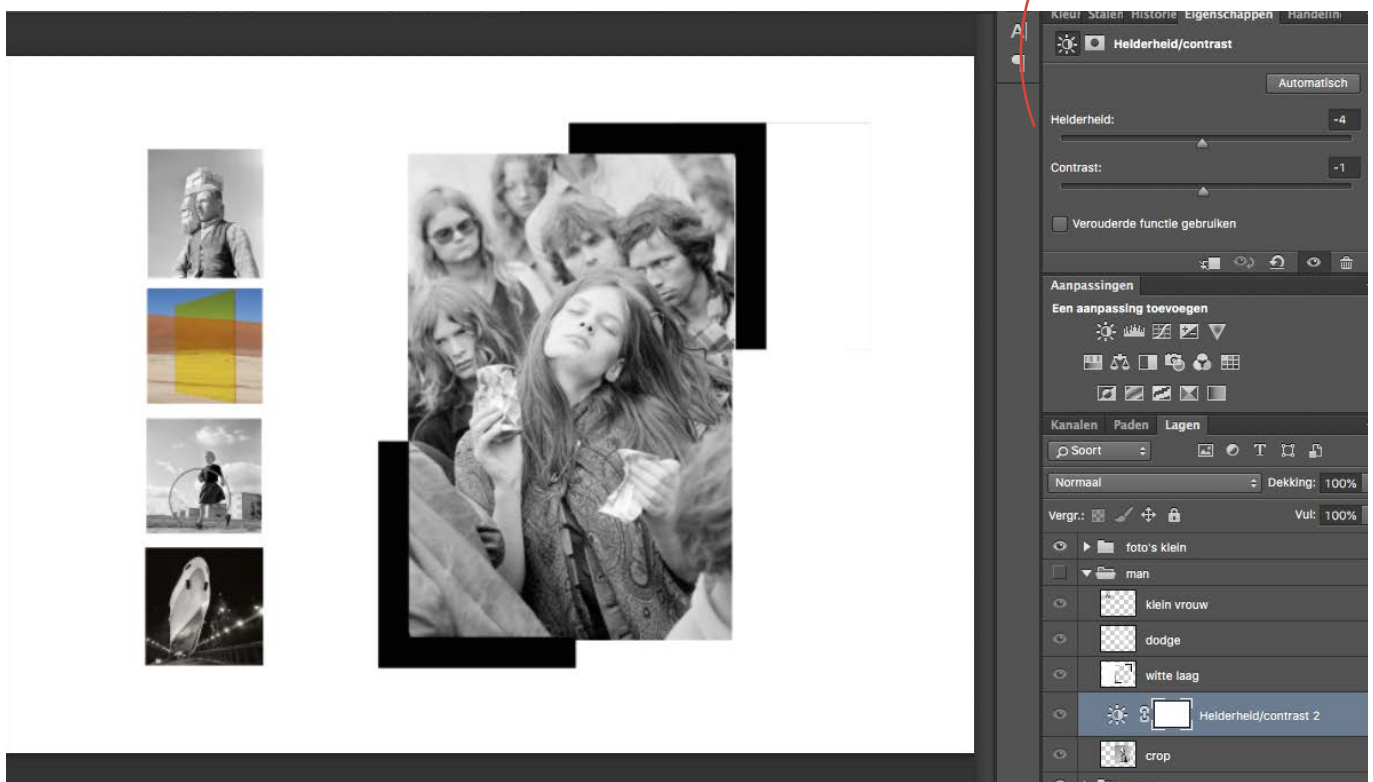 Kleur Stalen Historie Eigenschappen Handelin
A
Helderheid/contrast
Automatisch
Helderheid: -4
Contrast: -1
Verouderde functie gebruiken
Aanpassingen
Een aanpassing toevoegen
Kanalen Paden Lagen
Soort T
Normaal Dekking: 100%
Vergr.: Vul: 100%
foto's klein
man
klein vrouw
dodge
witte laag
Helderheid/contrast 2
crop